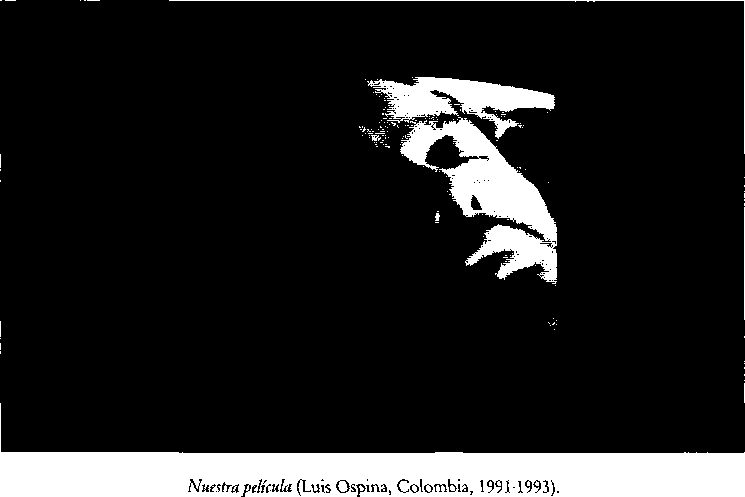 Nuestra película (Luis Ospina, Colombia, 1991-1993).